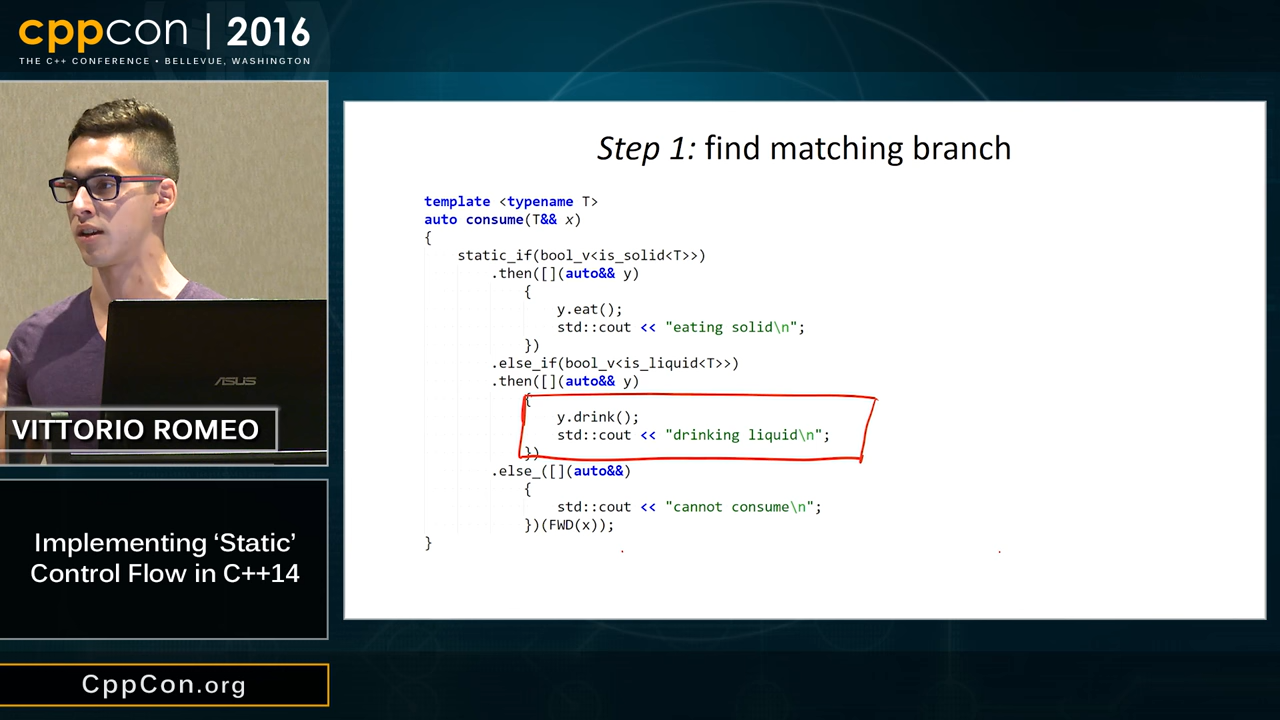 cppcon | 2016
THE C++ CONFERENCE • BELLEVUE, WASHINGTON
Step 1: find matching branch
template <typename T>
auto consume(T&& x)
{
static_if(bool_v<is_solid<T>>)
.then([](auto&& y)
{
y.eat();
std::cout << "eating solid\n";
})
.else_if(bool_v<is_liquid<T>>)
.then([](auto&& y)
{
y.drink();
std::cout << "drinking liquid\n";
})
.else_([](auto&&)
{
std::cout << "cannot consume\n";
})(FWD(x));
}
ASUS
VITTORIO ROMEO
Implementing ‘Static’
Control Flow in C++14
CppCon.org